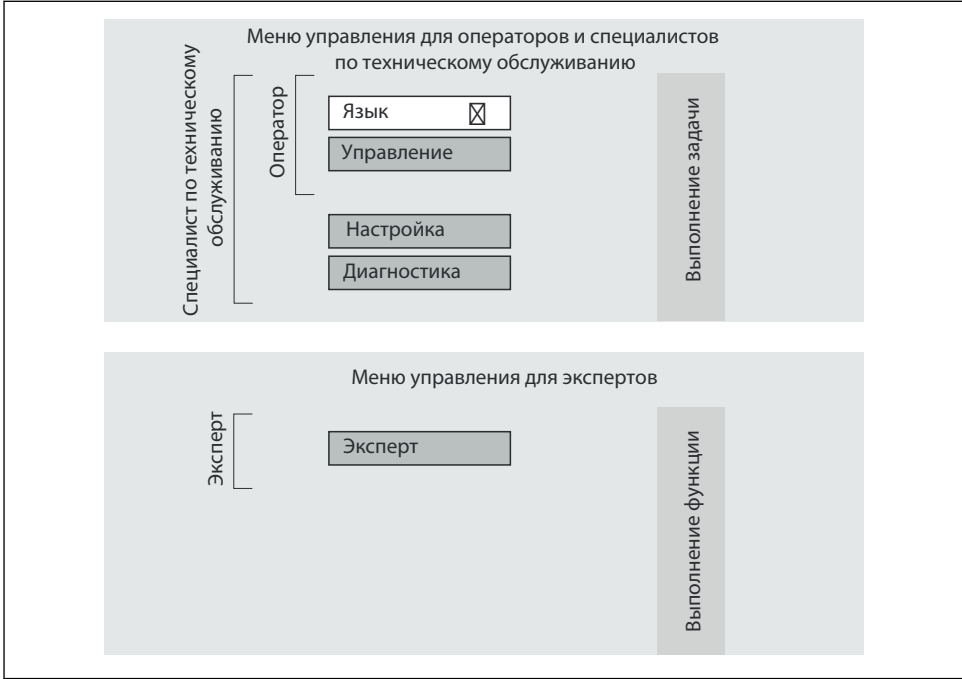 Меню управления для операторов и специалистов
по техническому обслуживанию
Специалист по техническому
обслуживанию
Оператор
Язык
Управление
Настройка
Диагностика
Выполнение задачи
Меню управления для экспертов
Эксперт
Эксперт
Выполнение функции